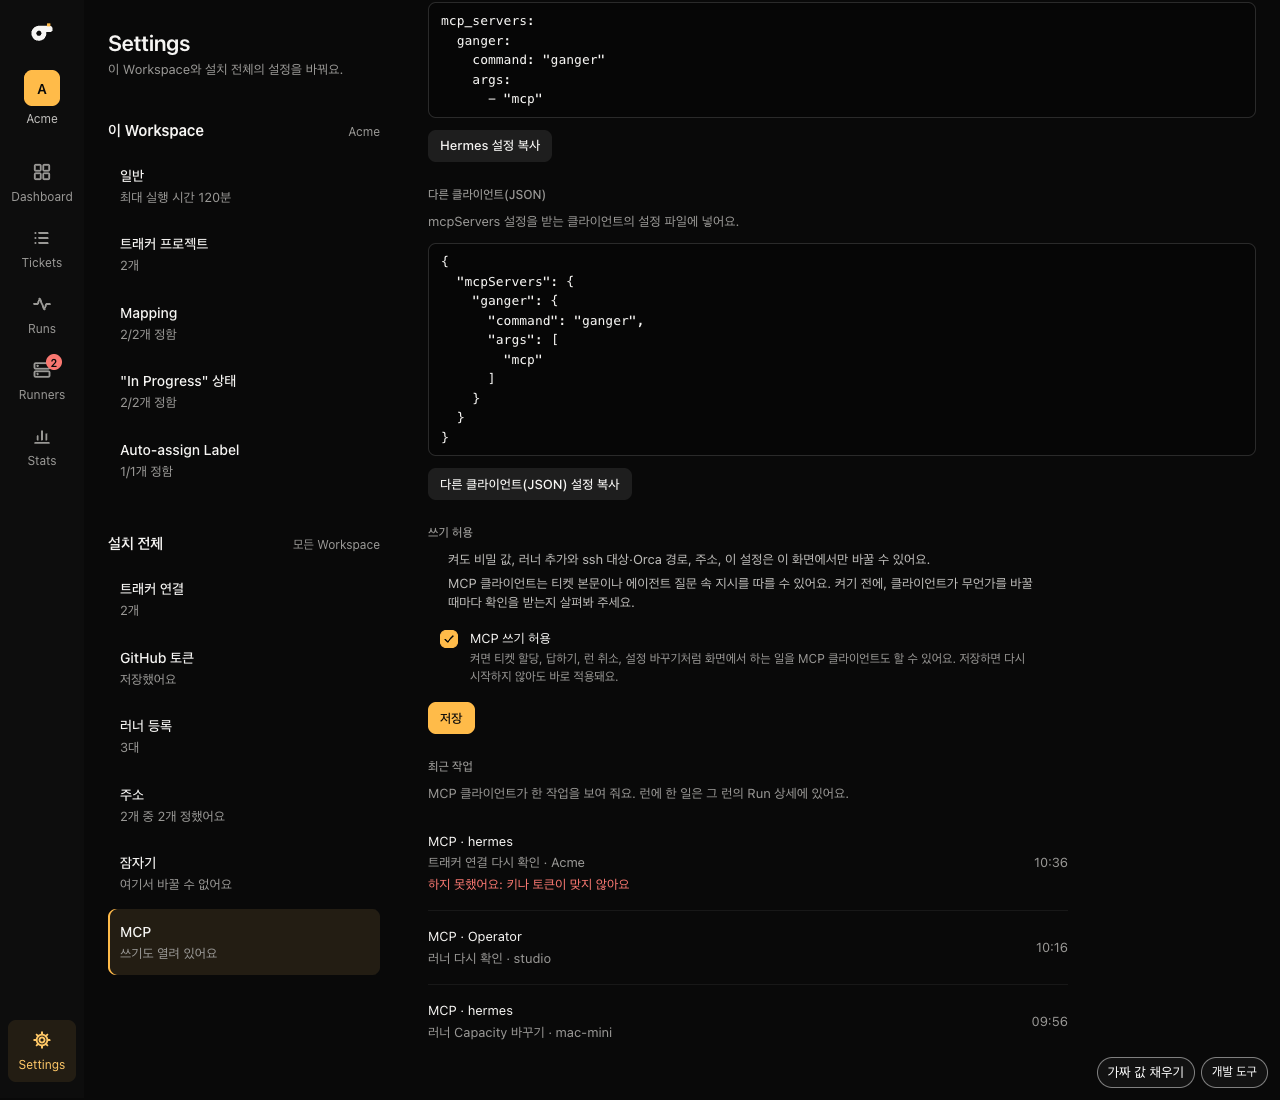 A
Acme
Dashboard
Tickets
Runs
2
Runners
Stats
Settings
Settings
이 Workspace와 설치 전체의 설정을 바꿔요.
이 Workspace
Acme
일반
최대 실행 시간 120분
트래커 프로젝트
2개
Mapping
2/2개 정함
"In Progress" 상태
2/2개 정함
Auto-assign Label
1/1개 정함
설치 전체
모든 Workspace
트래커 연결
2개
GitHub 토큰
저장했어요
러너 등록
3대
주소
2개 중 2개 정했어요
잠자기
여기서 바꿀 수 없어요
MCP
쓰기도 열려 있어요
mcp_servers:
ganger:
command: "ganger"
args:
- "mcp"
Hermes 설정 복사
다른 클라이언트(JSON)
mcpServers 설정을 받는 클라이언트의 설정 파일에 넣어요.
{
"mcpServers": {
"ganger": {
"command": "ganger",
"args": [
"mcp"
]
}
}
}
다른 클라이언트(JSON) 설정 복사
쓰기 허용
켜도 비밀 값, 러너 추가와 ssh 대상·Orca 경로, 주소, 이 설정은 이 화면에서만 바꿀 수 있어요.
MCP 클라이언트는 티켓 본문이나 에이전트 질문 속 지시를 따를 수 있어요. 켜기 전에, 클라이언트가 무언가를 바꿀
때마다 확인을 받는지 살펴봐 주세요.
MCP 쓰기 허용
켜면 티켓 할당, 답하기, 런 취소, 설정 바꾸기처럼 화면에서 하는 일을 MCP 클라이언트도 할 수 있어요. 저장하면 다시
시작하지 않아도 바로 적용돼요.
저장
최근 작업
MCP 클라이언트가 한 작업을 보여 줘요. 런에 한 일은 그 런의 Run 상세에 있어요.
MCP · hermes
트래커 연결 다시 확인 · Acme
하지 못했어요: 키나 토큰이 맞지 않아요
10:36
MCP · Operator
러너 다시 확인 · studio
10:16
MCP · hermes
러너 Capacity 바꾸기 · mac-mini
09:56
가짜 값 채우기
개발 도구